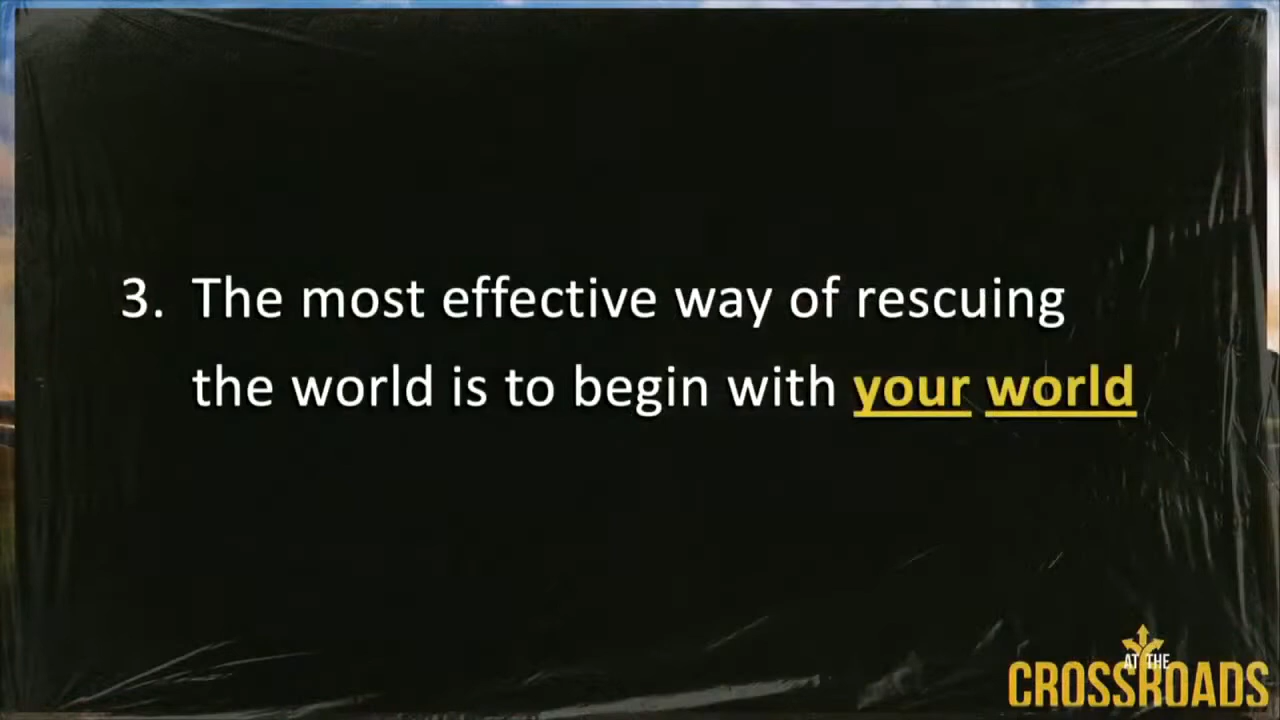 3. The most effective way of rescuing
the world is to begin with your world
AT THE
CROSSROADS